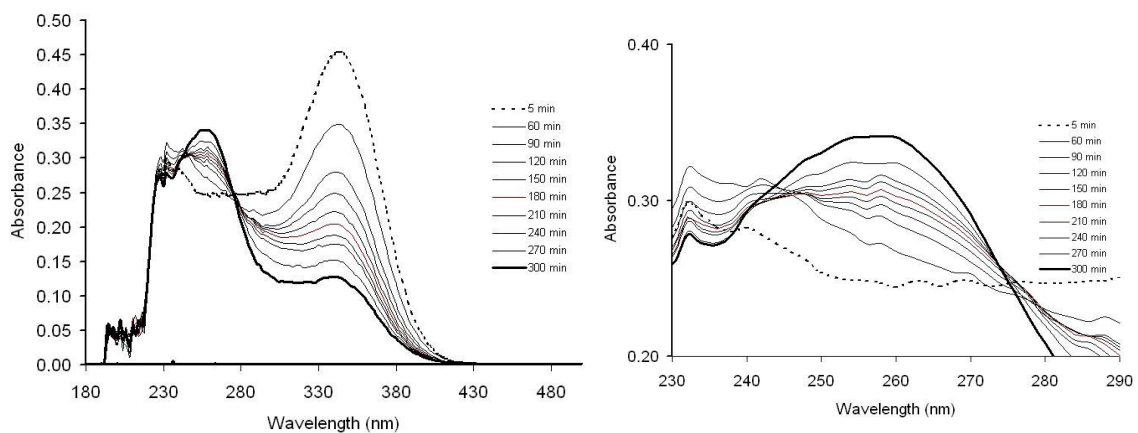 0.50
0.45
0.40
0.35
0.30
0.25
0.20
0.15
0.10
0.05
0.00
Absorbance
180 230 280 330 380 430 480
Wavelength (nm)
5 min
60 min
90 min
120 min
150 min
180 min
210 min
240 min
270 min
300 min
0.40
0.30
0.20
Absorbance
230 240 250 260 270 280 290
Wavelength (nm)
5 min
60 min
90 min
120 min
150 min
180 min
210 min
240 min
270 min
300 min